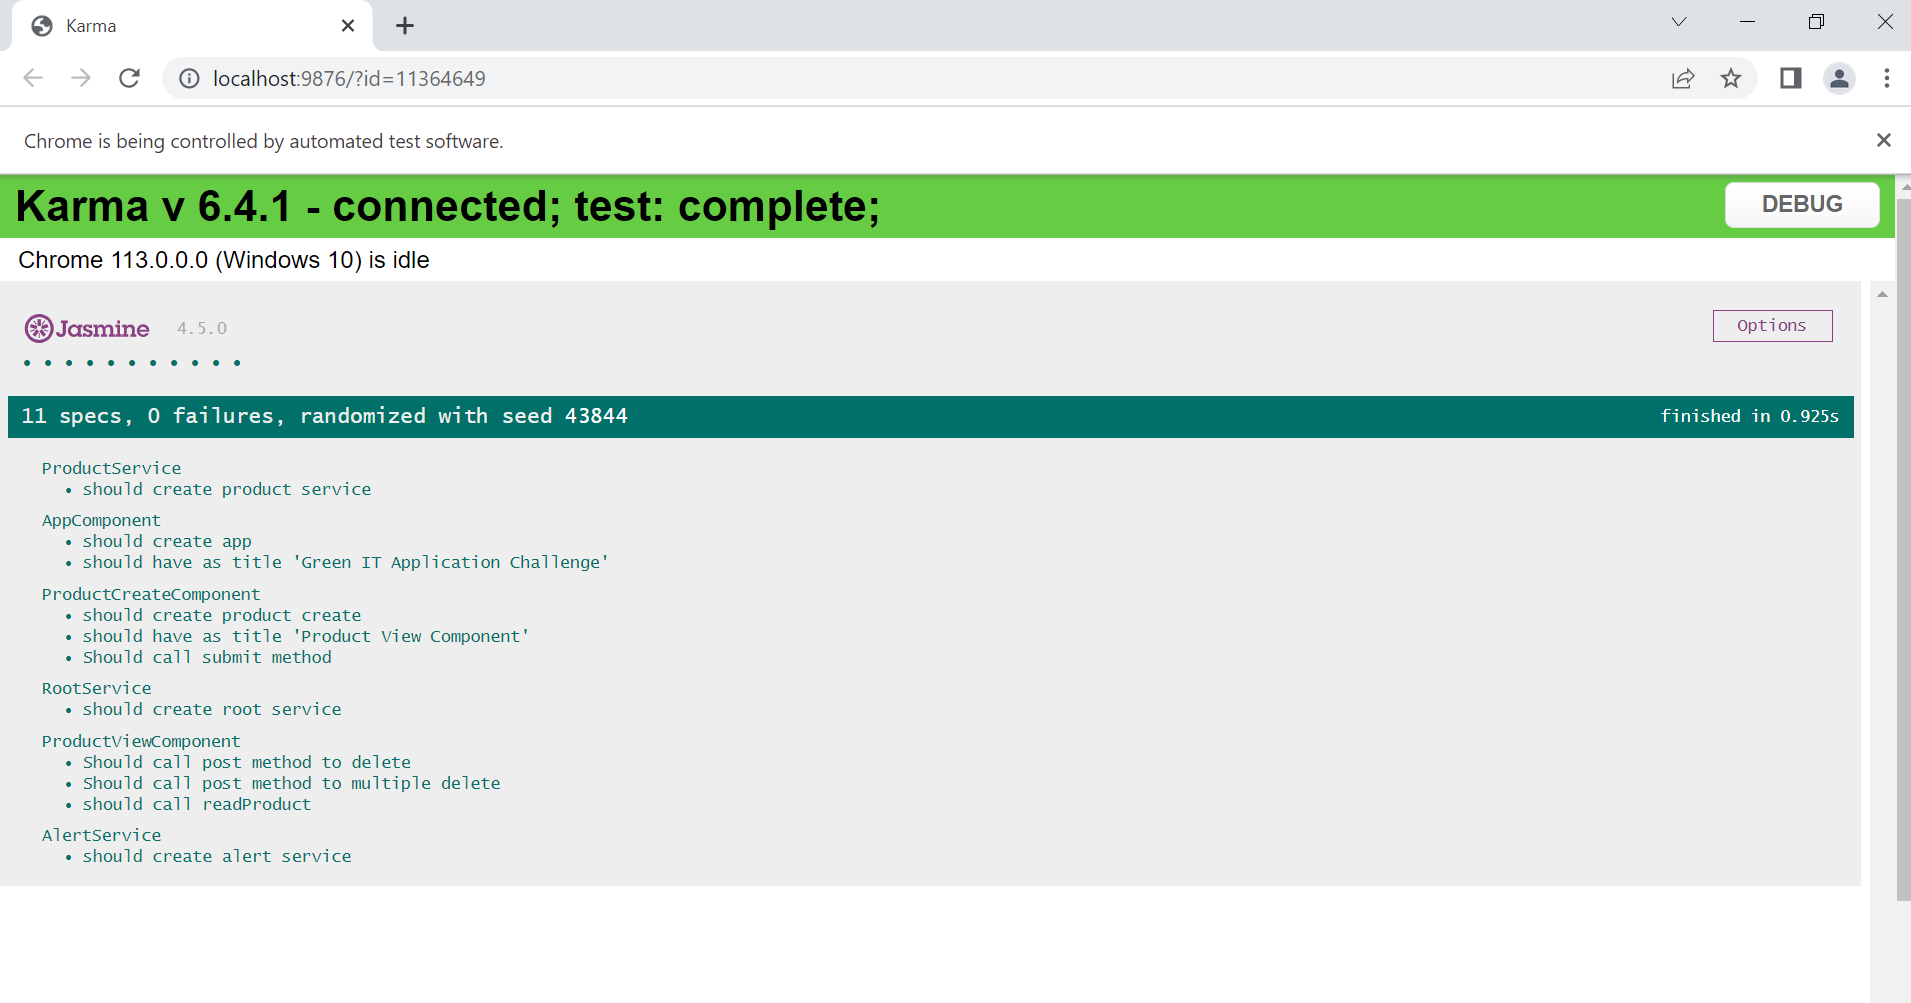 Karma
localhost:9876/?id=11364649
Chrome is being controlled by automated test software.
Karma v 6.4.1 - connected; test: complete;
DEBUG
Chrome 113.0.0.0 (Windows 10) is idle
Jasmine 4.5.0
Options
11 specs, 0 failures, randomized with seed 43844
finished in 0.925s
ProductService
• should create product service
AppComponent
• should create app
• should have as title 'Green IT Application Challenge'
ProductCreateComponent
• should create product create
• should have as title 'Product View Component'
• Should call submit method
RootService
• should create root service
ProductViewComponent
• Should call post method to delete
• Should call post method to multiple delete
• should call readProduct
AlertService
• should create alert service